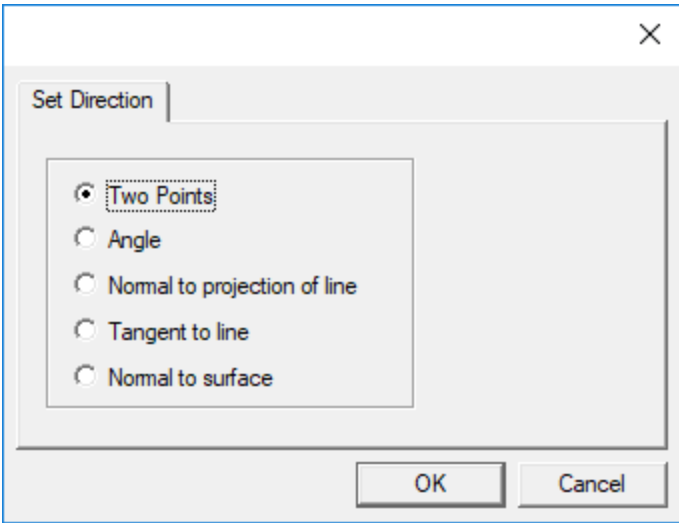 Set Direction
Two Points
Angle
Normal to projection of line
Tangent to line
Normal to surface
OK
Cancel